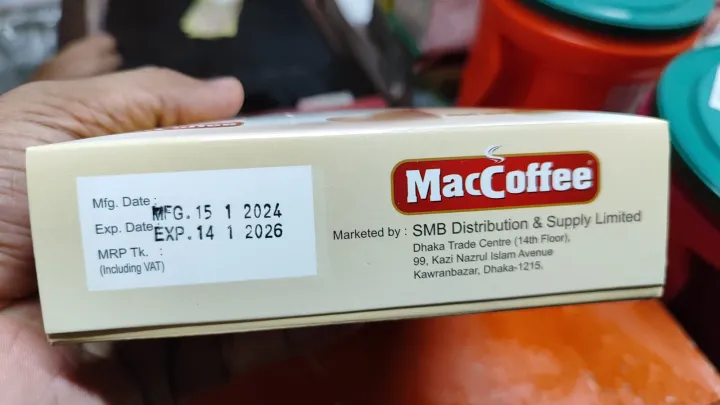 Mfg. Date :
MFG. 15 1 2024
Exp. Date:
EXP. 14 1 2026
MRP Tk. :
(Including VAT)
MacCoffee
Marketed by : SMB Distribution & Supply Limited
Dhaka Trade Centre (14th Floor),
99, Kazi Nazrul Islam Avenue
Kawranbazar, Dhaka-1215.